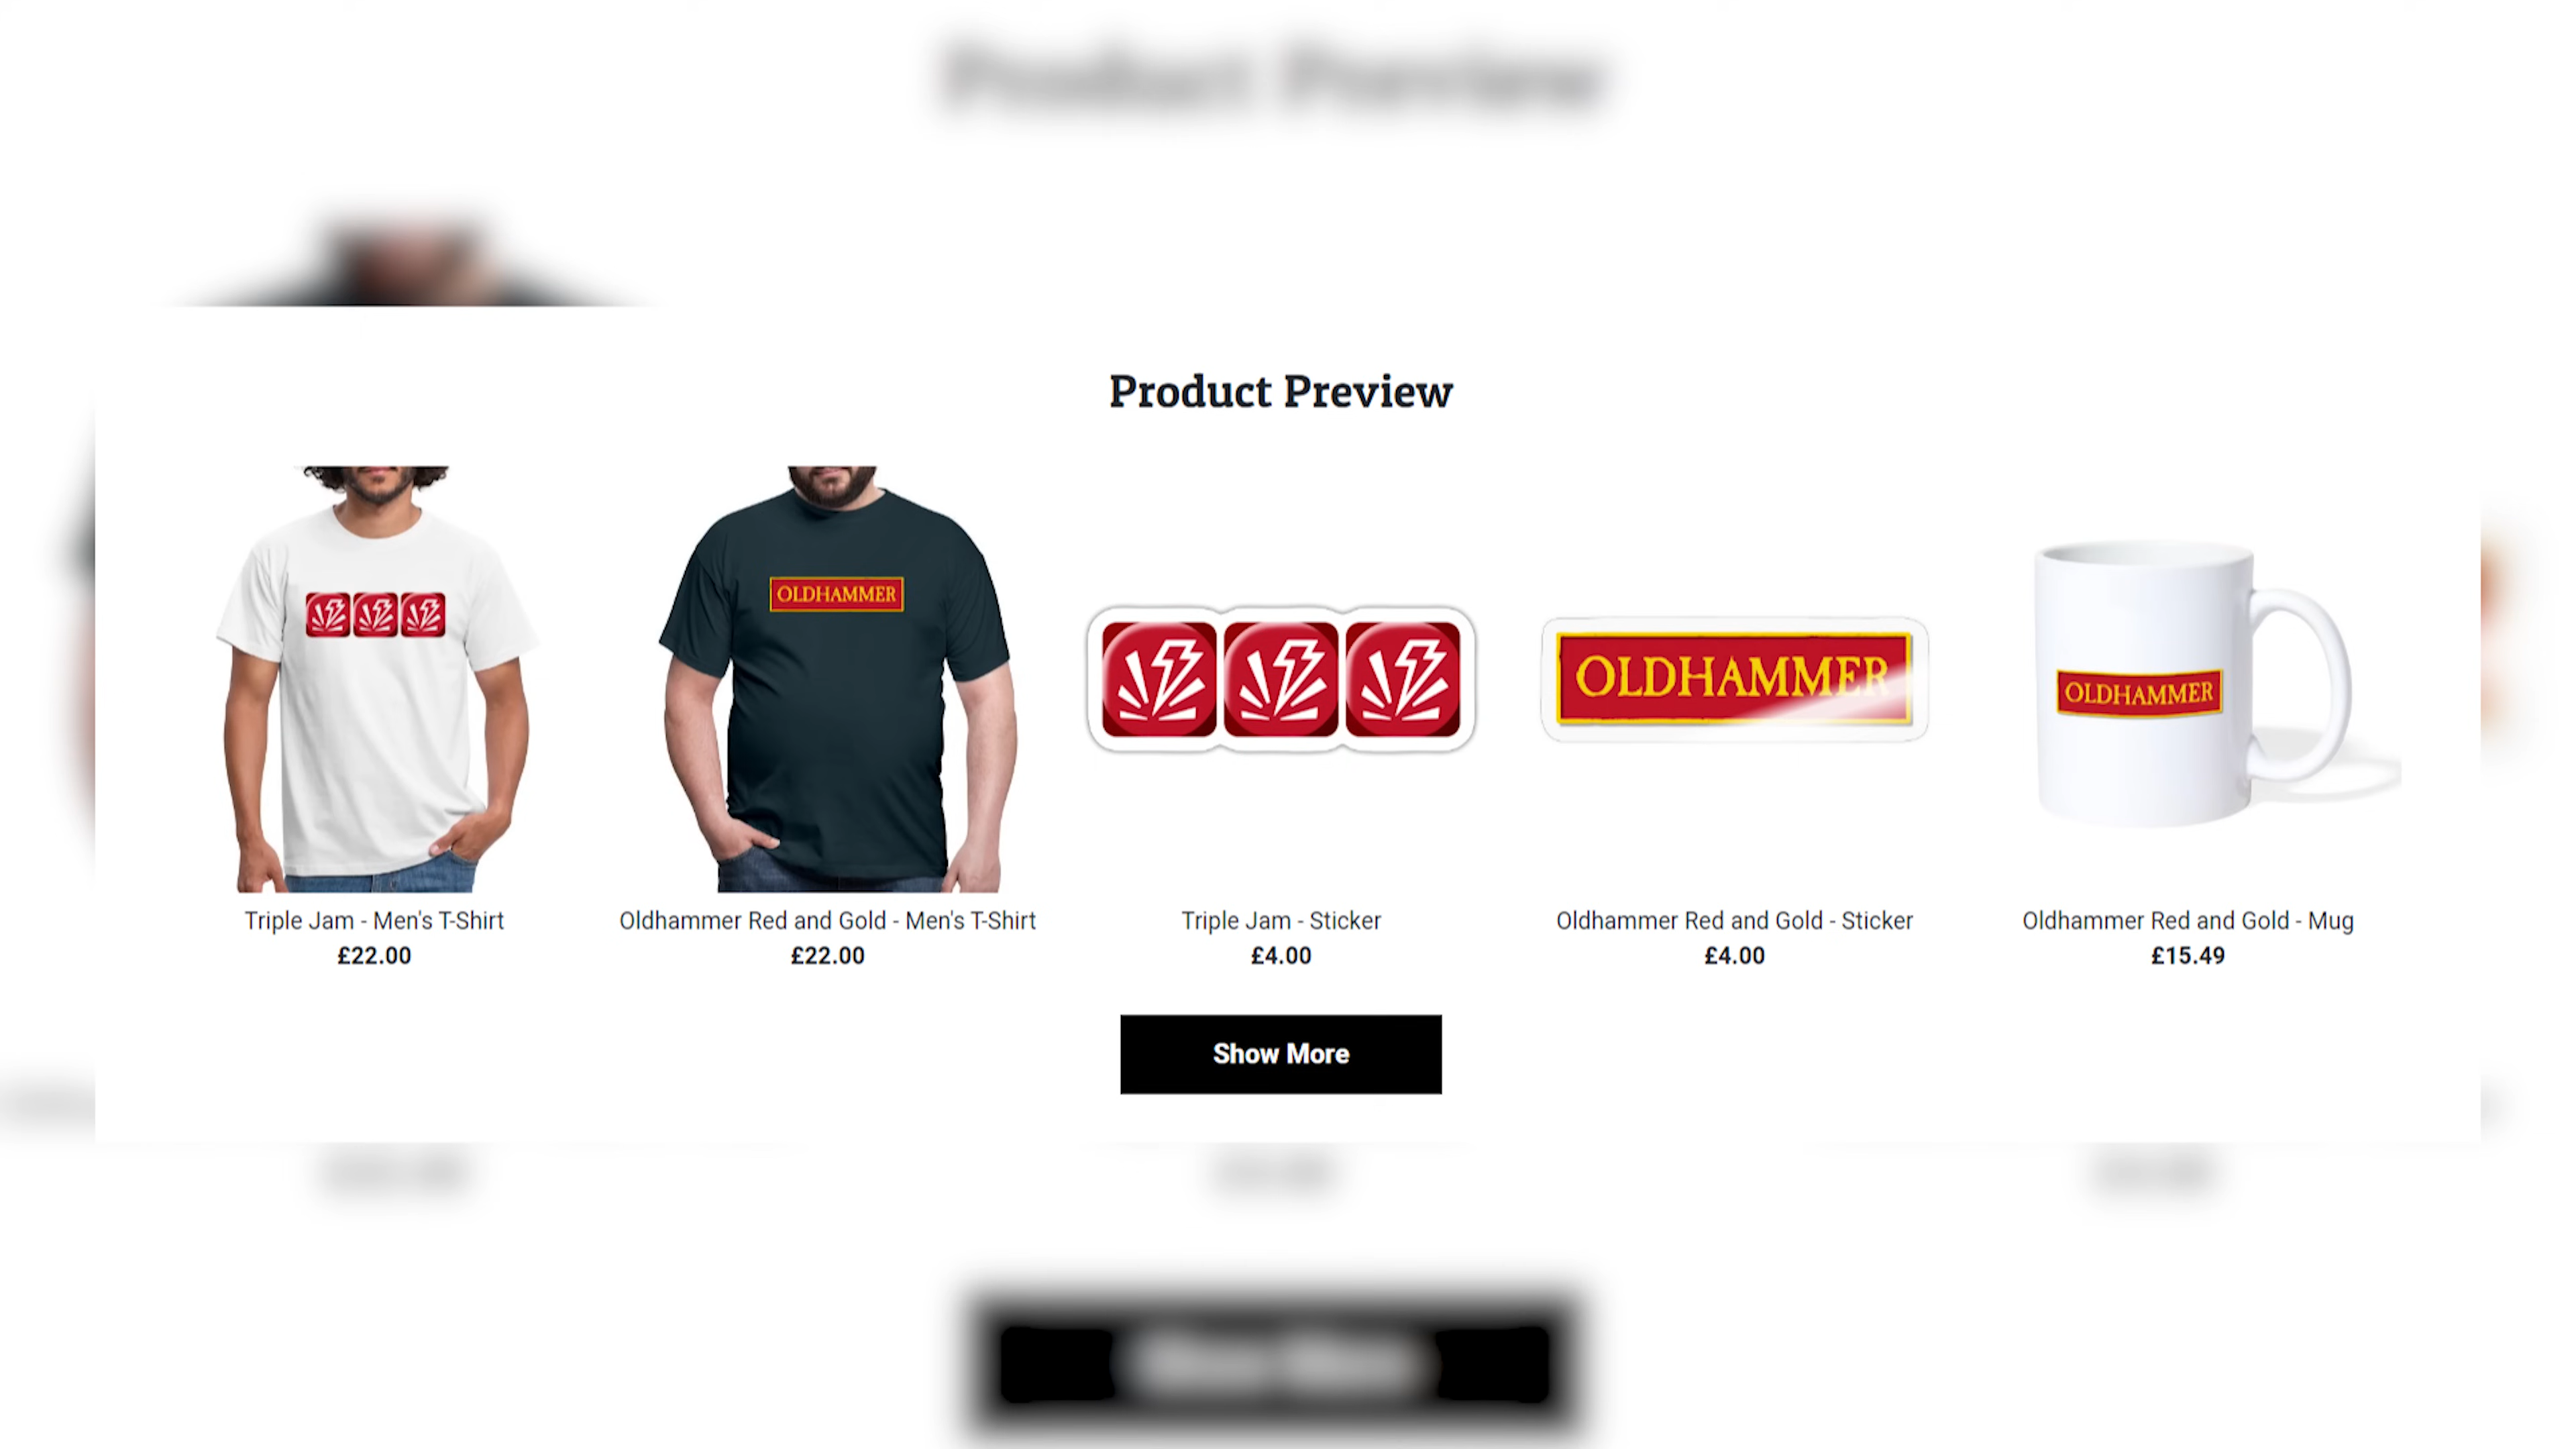 Product Preview
OLDHAMMER
OLDHAMMER
OLDHAMMER
Triple Jam - Men's T-Shirt
£22.00
Oldhammer Red and Gold - Men's T-Shirt
£22.00
Triple Jam - Sticker
£4.00
Oldhammer Red and Gold - Sticker
£4.00
Oldhammer Red and Gold - Mug
£15.49
Show More